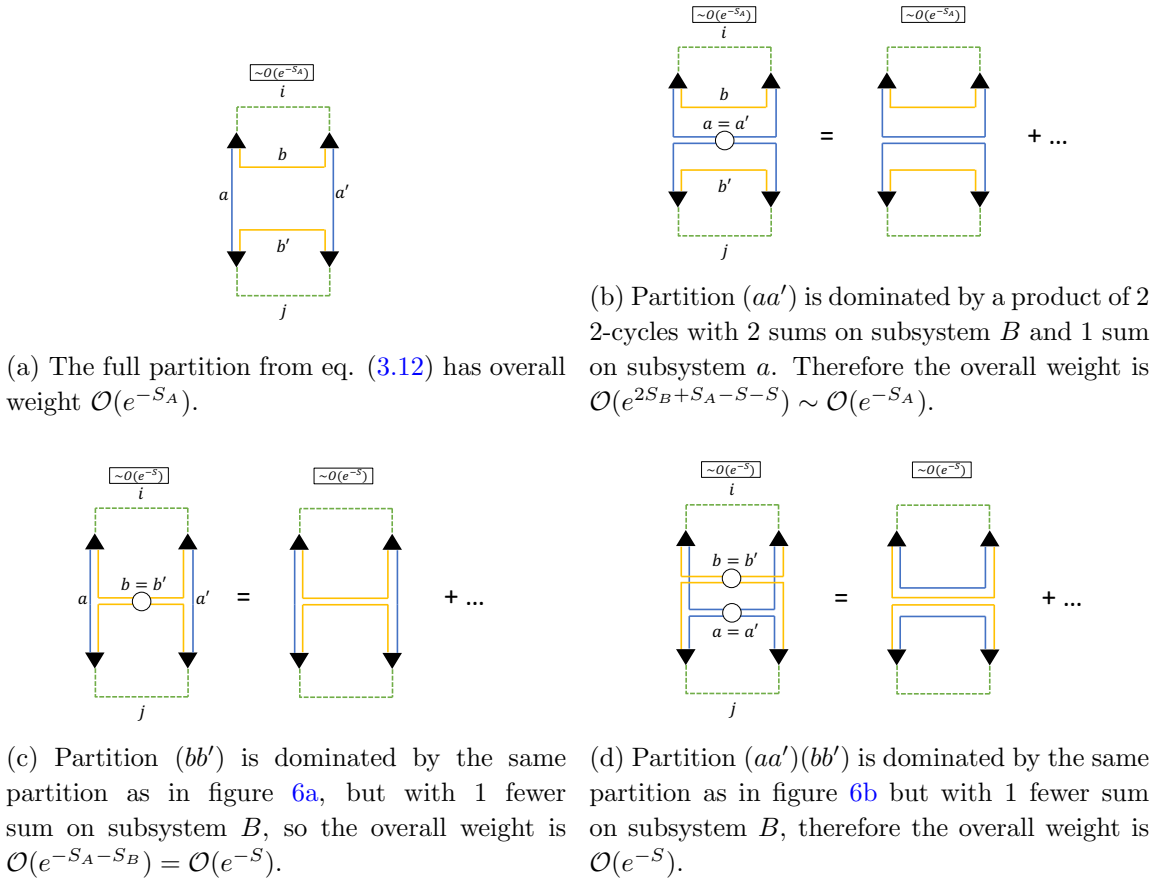 ~O(e^{-S_A})
i
b
a
a′
b′
j
(a) The full partition from eq. (3.12) has overall
weight O(e^{-S_A}).
~O(e^{-S_A})
~O(e^{-S_A})
i
b
a = a′
=
+ ...
b′
j
(b) Partition (aa′) is dominated by a product of 2
2-cycles with 2 sums on subsystem B and 1 sum
on subsystem a. Therefore the overall weight is
O(e^{2S_B+S_A-S-S}) ∼ O(e^{-S_A}).
~O(e^{-S})
~O(e^{-S})
i
b = b′
a
a′
=
+ ...
j
(c) Partition (bb′) is dominated by the same
partition as in figure 6a, but with 1 fewer
sum on subsystem B, so the overall weight is
O(e^{-S_A-S_B}) = O(e^{-S}).
~O(e^{-S})
~O(e^{-S})
i
b = b′
=
+ ...
a = a′
j
(d) Partition (aa′)(bb′) is dominated by the same
partition as in figure 6b but with 1 fewer sum
on subsystem B, therefore the overall weight is
O(e^{-S}).